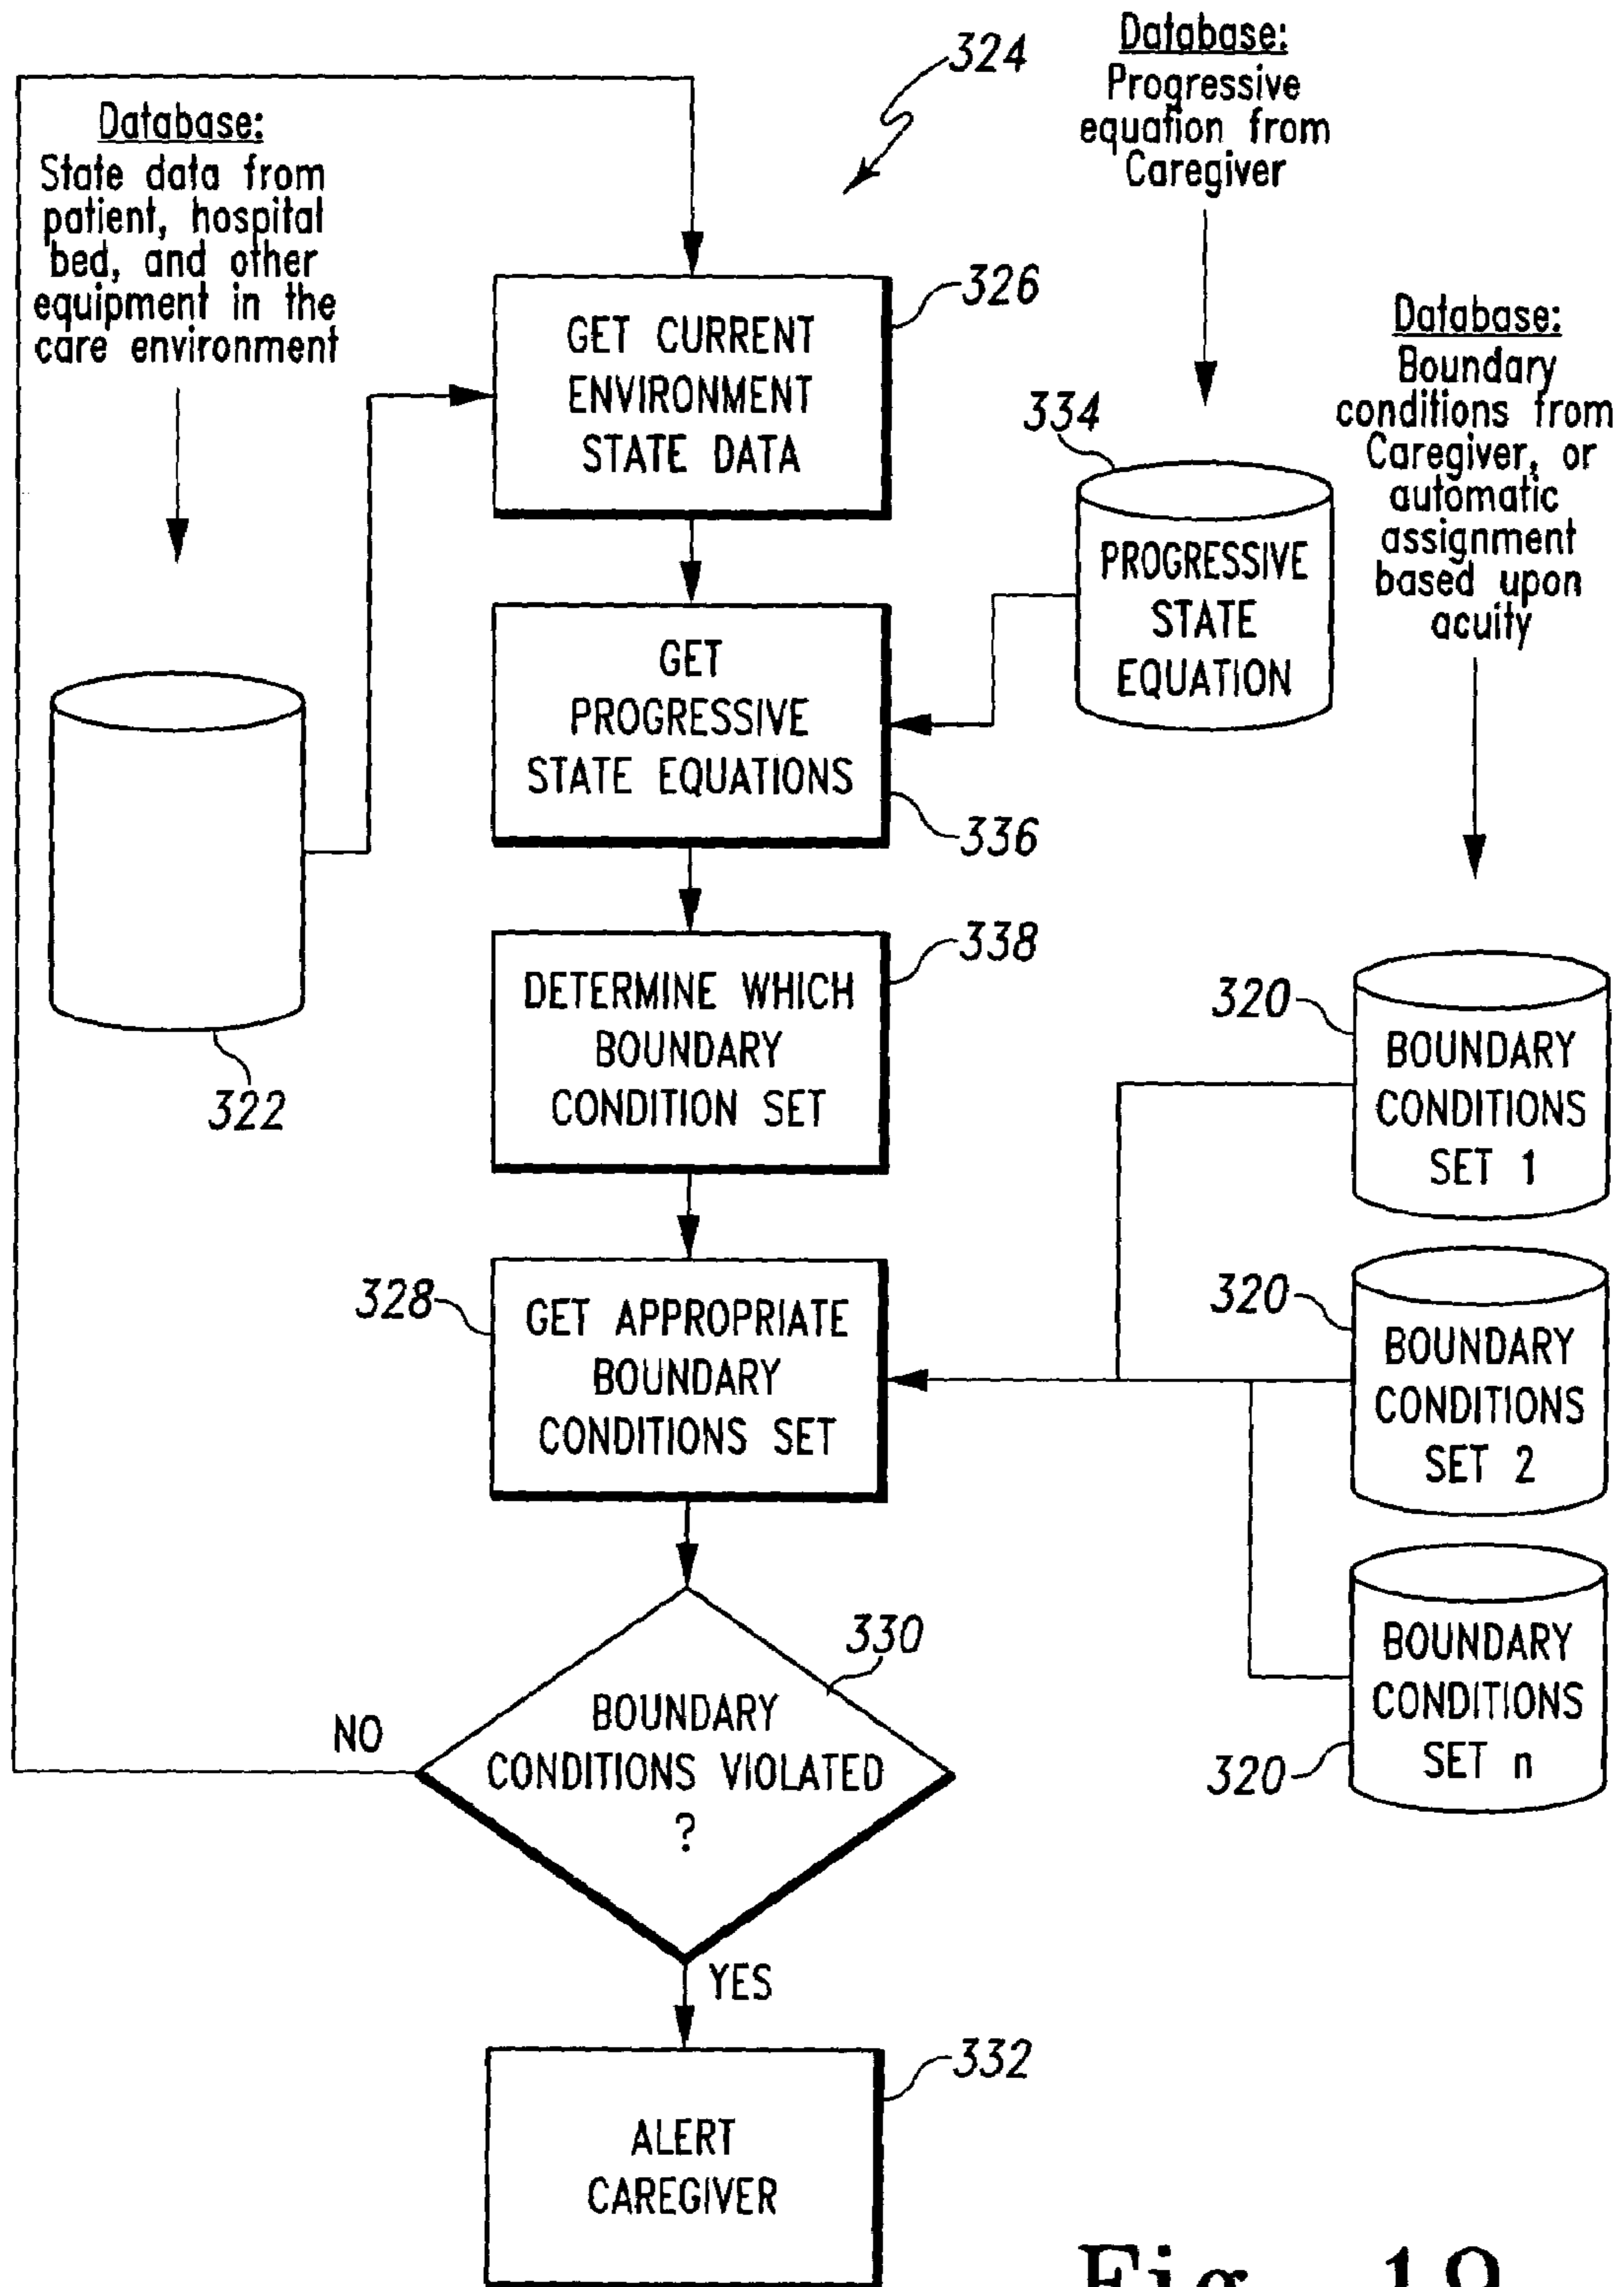 324
Database:
Progressive
equation from
Caregiver
Database:
State data from
patient, hospital
bed, and other
equipment in the
care environment
326
GET CURRENT
ENVIRONMENT
STATE DATA
Database:
Boundary
conditions from
Caregiver, or
automatic
assignment
based upon
acuity
334
PROGRESSIVE
STATE
EQUATION
GET
PROGRESSIVE
STATE EQUATIONS
336
322
338
DETERMINE WHICH
BOUNDARY
CONDITION SET
320
BOUNDARY
CONDITIONS
SET 1
328
GET APPROPRIATE
BOUNDARY
CONDITIONS SET
320
BOUNDARY
CONDITIONS
SET 2
330
BOUNDARY
CONDITIONS VIOLATED
?
NO
320
BOUNDARY
CONDITIONS
SET n
YES
332
ALERT
CAREGIVER
Fig.